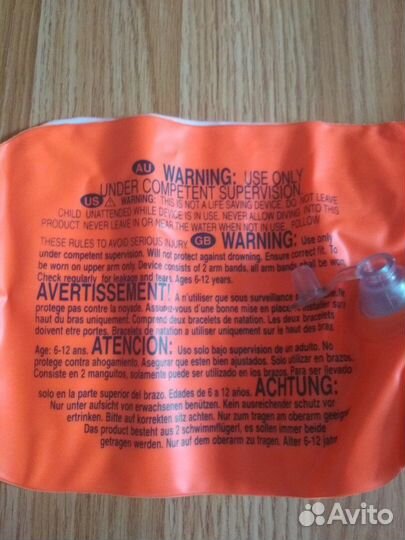 AU WARNING: USE ONLY
UNDER COMPETENT SUPERVISION.
US WARNING: THIS IS NOT A LIFE SAVING DEVICE. DO NOT LEAVE
CHILD UNATTENDED WHILE DEVICE IS IN USE. NEVER ALLOW DIVING INTO THIS
PRODUCT. NEVER LEAVE IN OR NEAR THE WATER WHEN NOT IN USE. FOLLOW
THESE RULES TO AVOID SERIOUS INJURY GB WARNING: Use only
under competent supervision. Will not protect against drowning. Ensure correct fit. To
be worn on upper arm only. Device consists of 2 arm bands, all arm bands shall be worn.
Check regularly for leakage and tears. Ages 6-12 years.
AVERTISSEMENT! A n'utiliser que sous surveillance
protege pas contre la noyade. Assurez-vous d'une bonne mise en place,
haut du bras uniquement. Comprend deux bracelets de natation. Les deux bracelets
doivent etre portes. Bracelets de natation a utiliser uniquement sur le haut des bras.
Age: 6-12 ans. ATENCION: Uso solo bajo supervision de un adulto. No
protege contra ahogamiento. Asegurar que esten bien ajustados. Solo utilizar en brazos.
Consiste en 2 manguitos, solamente puede ser utilizado en los brazos. Para ser llevado
solo en la parte superior del brazo. Edades de 6 a 12 años. ACHTUNG:
Nur unter aufsicht von erwachsenen benützen. Kein ausreichender schutz vor
ertrinken. Bitte auf korrekten sitz achten. Nur zum tragen am oberarm geeignet
Das product besteht aus 2 schwimmflügerl, es sollen immer beide
getragen werden. Nur auf dem oberarm zu tragen. Alter 6-12 jahr
Avito